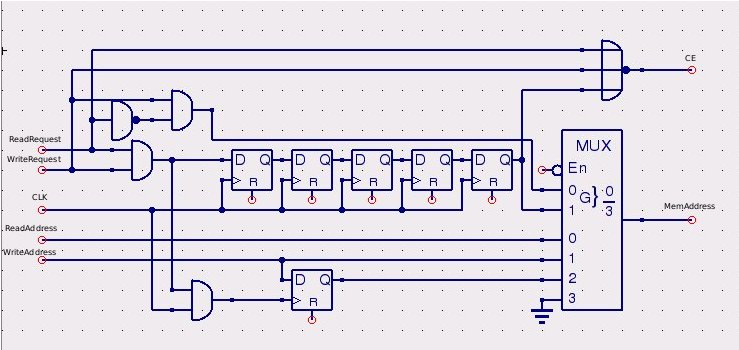 CE
MUX
ReadRequest
WriteRequest
D Q D Q D Q D Q D Q
En
R R R R R
0
G} 0/3
CLK
1
MemAddress
ReadAddress
0
WriteAddress
1
D Q
2
R
3